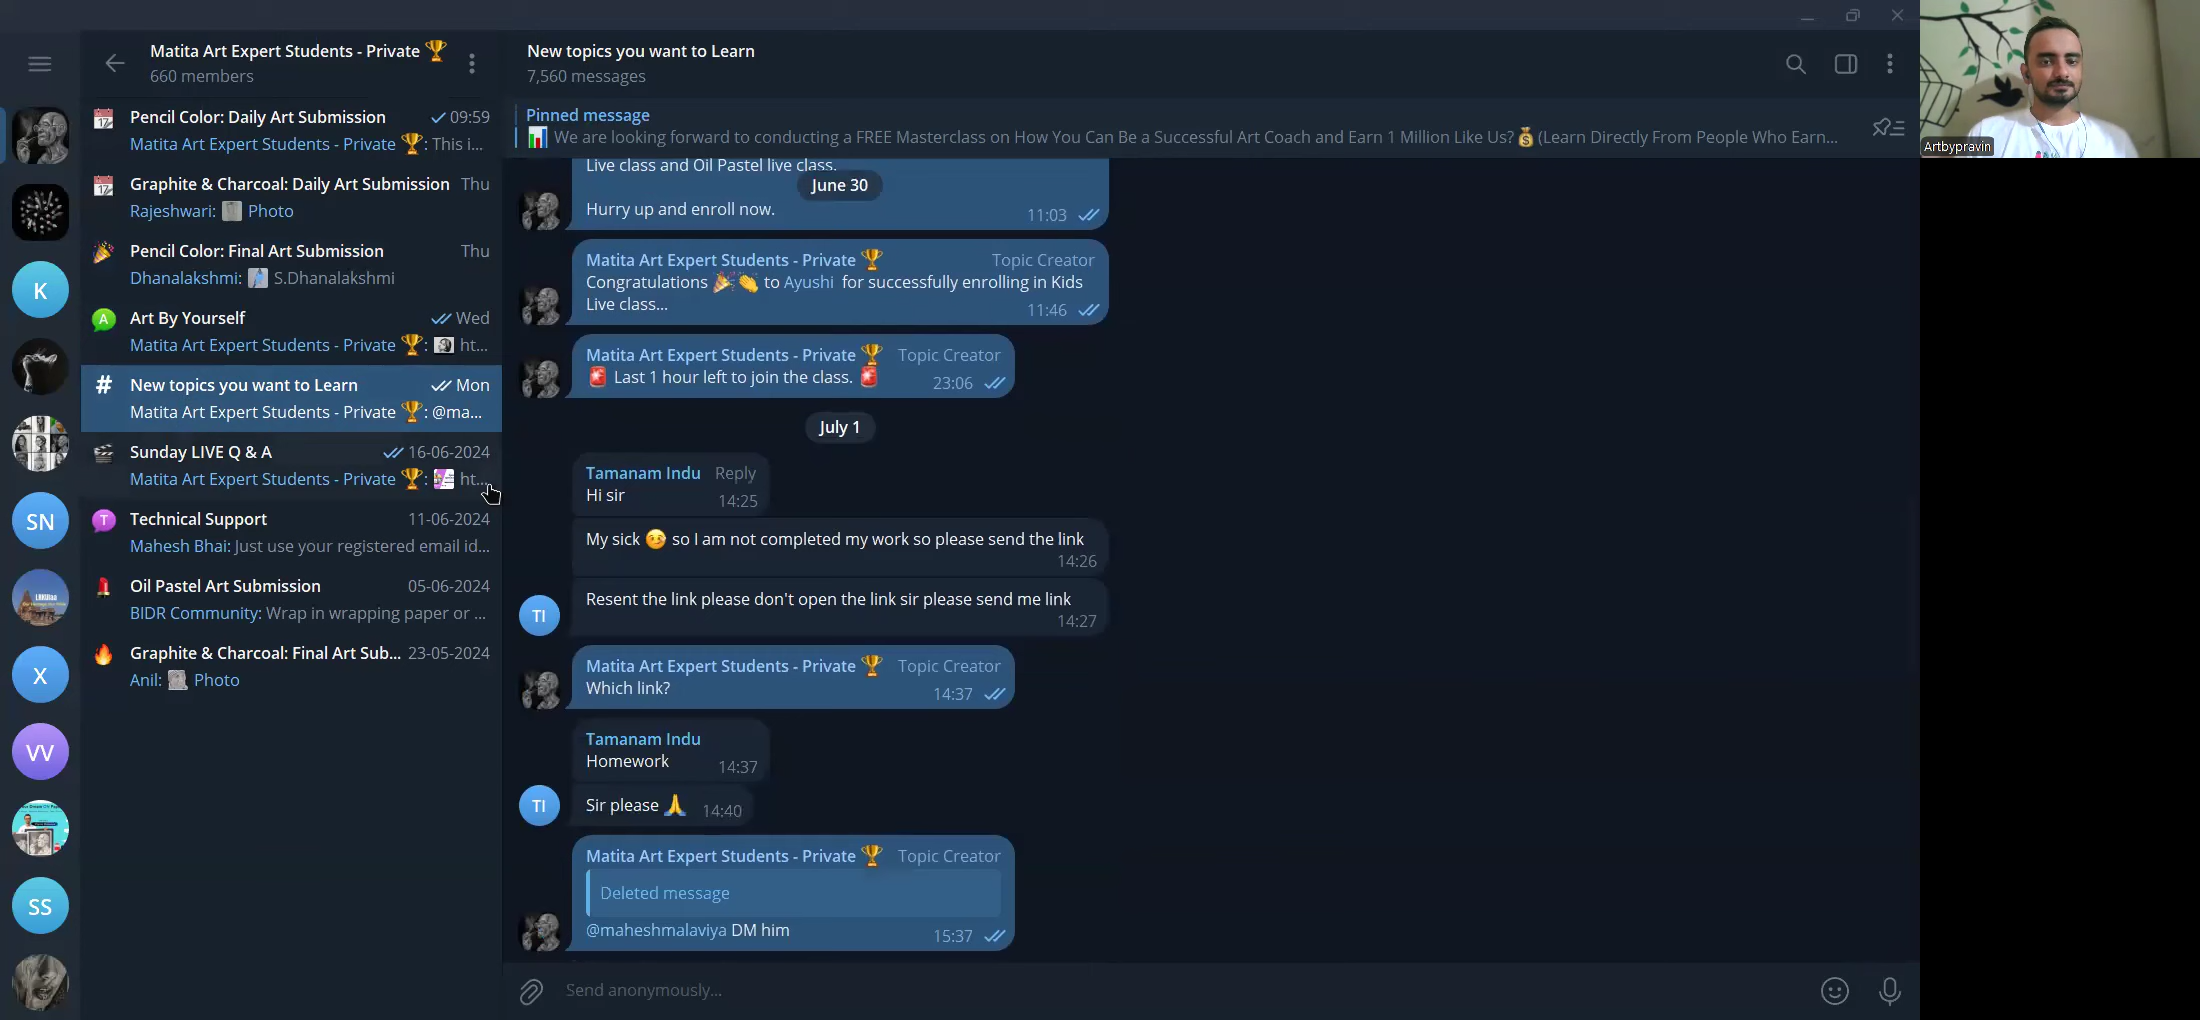 Matita Art Expert Students - Private 🏆
660 members
Pencil Color: Daily Art Submission 09:59
Matita Art Expert Students - Private 🏆: This i...
Graphite & Charcoal: Daily Art Submission Thu
Rajeshwari: Photo
Pencil Color: Final Art Submission Thu
Dhanalakshmi: S.Dhanalakshmi
A
Art By Yourself Wed
Matita Art Expert Students - Private 🏆: ht...
# New topics you want to Learn Mon
Matita Art Expert Students - Private 🏆: @ma...
Sunday LIVE Q & A 16-06-2024
Matita Art Expert Students - Private 🏆: ht...
T
Technical Support 11-06-2024
Mahesh Bhai: Just use your registered email id...
Oil Pastel Art Submission 05-06-2024
BIDR Community: Wrap in wrapping paper or ...
Graphite & Charcoal: Final Art Sub... 23-05-2024
Anil: Photo
K
SN
X
VV
SS
New topics you want to Learn
7,560 messages
Pinned message
📊 We are looking forward to conducting a FREE Masterclass on How You Can Be a Successful Art Coach and Earn 1 Million Like Us?💰(Learn Directly From People Who Earn...
Live class and Oil Pastel live class.
June 30
Hurry up and enroll now.
11:03
Matita Art Expert Students - Private 🏆 Topic Creator
Congratulations 🎉👏 to Ayushi for successfully enrolling in Kids
Live class...
11:46
Matita Art Expert Students - Private 🏆 Topic Creator
🚨 Last 1 hour left to join the class. 🚨
23:06
July 1
Tamanam Indu Reply
Hi sir
14:25
My sick 🤒 so I am not completed my work so please send the link
14:26
Resent the link please don't open the link sir please send me link
14:27
TI
Matita Art Expert Students - Private 🏆 Topic Creator
Which link?
14:37
Tamanam Indu
Homework
14:37
TI
Sir please 🙏 14:40
Matita Art Expert Students - Private 🏆 Topic Creator
Deleted message
@maheshmalaviya DM him
15:37
Send anonymously...
Artbypravin